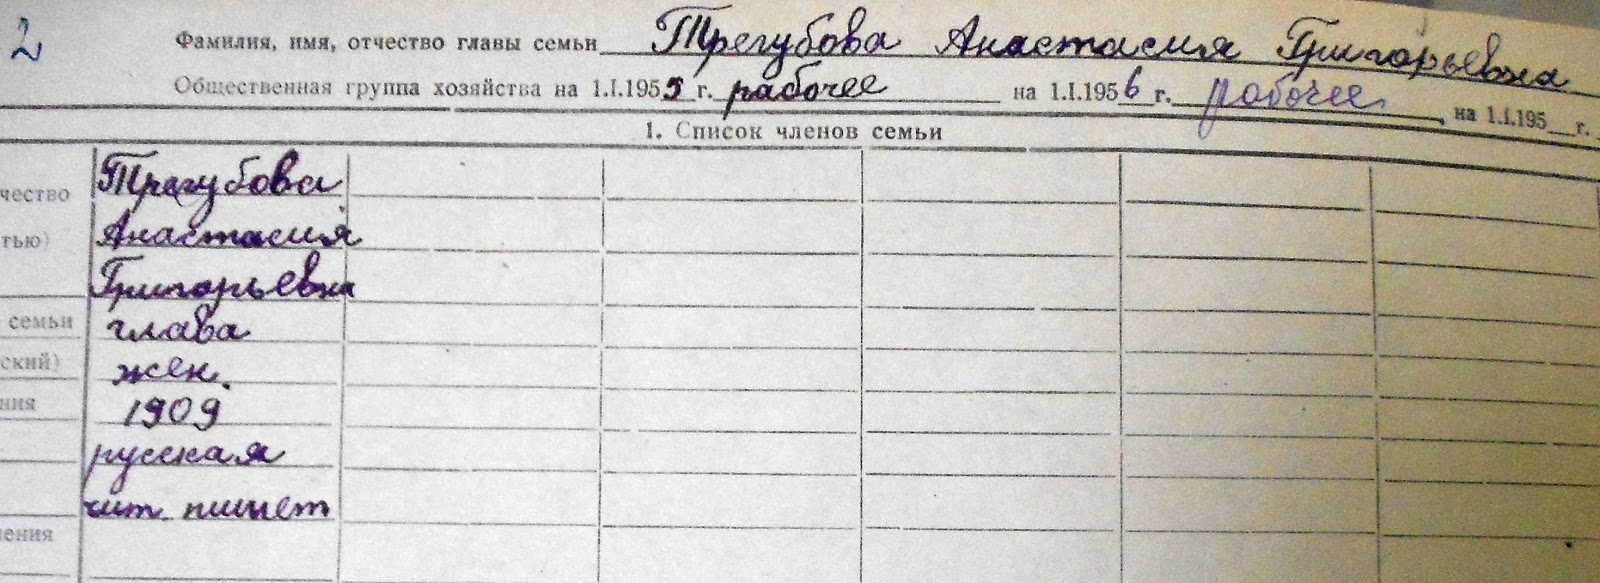 2
Фамилия, имя, отчество главы семьи Трегубова Анастасия Григорьевна
Общественная группа хозяйства на 1.I.1955 г. рабочее на 1.I.1956 г. рабочее, на 1.I.195 г.
1. Список членов семьи
чество Трегубова
тью) Анастасия
Григорьевна
семьи глава
ский) жен.
ния 1909
русская
чит. пишет
ения